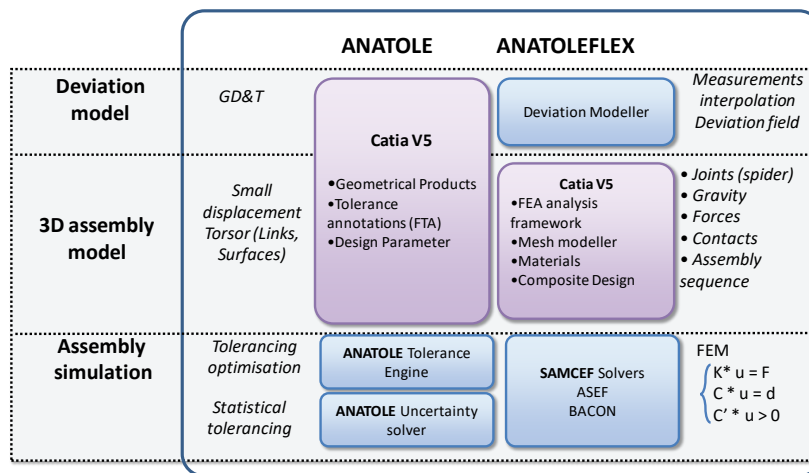 ANATOLE
ANATOLEFLEX
Deviation
model
GD&T
Catia V5
•Geometrical Products
•Tolerance
annotations (FTA)
•Design Parameter
Deviation Modeller
Measurements
interpolation
Deviation field
3D assembly
model
Small
displacement
Torsor (Links,
Surfaces)
Catia V5
•FEA analysis
framework
•Mesh modeller
•Materials
•Composite Design
• Joints (spider)
• Gravity
• Forces
• Contacts
• Assembly
sequence
Assembly
simulation
Tolerancing
optimisation
Statistical
tolerancing
ANATOLE Tolerance
Engine
ANATOLE Uncertainty
solver
SAMCEF Solvers
ASEF
BACON
FEM
K* u = F
C * u = d
C' * u > 0